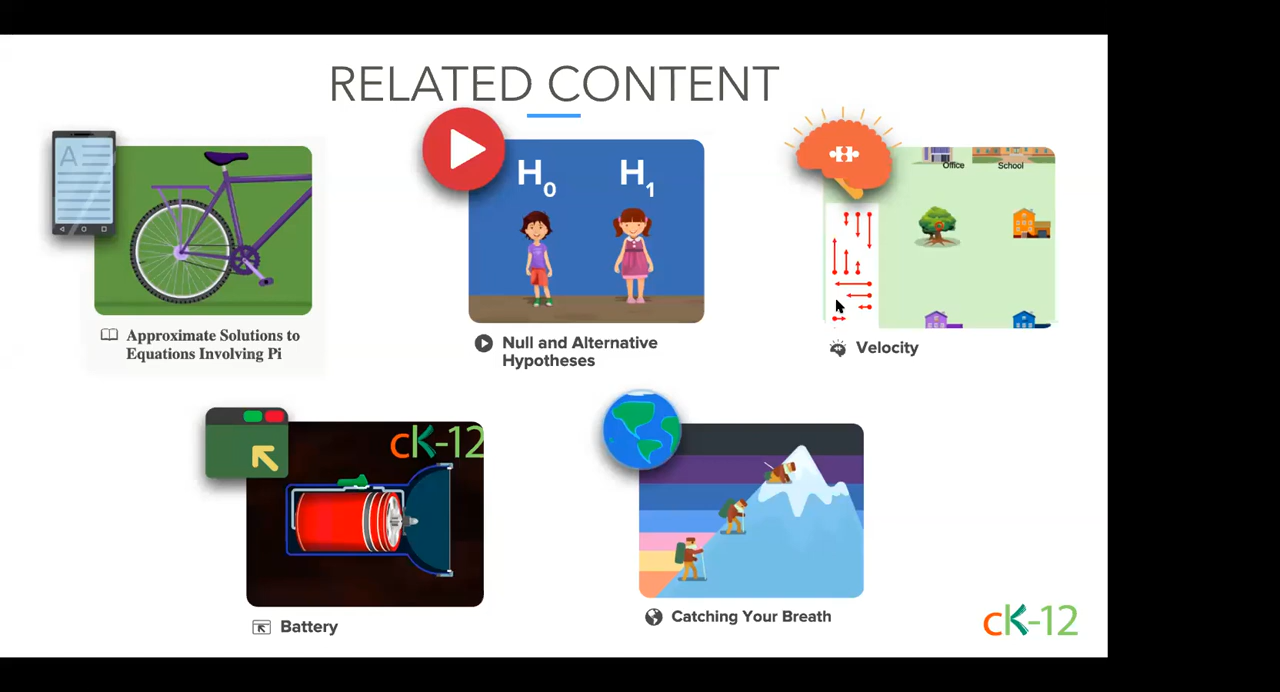 RELATED CONTENT
A
H0
H1
Office
School
Approximate Solutions to
Equations Involving Pi
Null and Alternative
Hypotheses
Velocity
cK-12
Battery
Catching Your Breath
cK-12